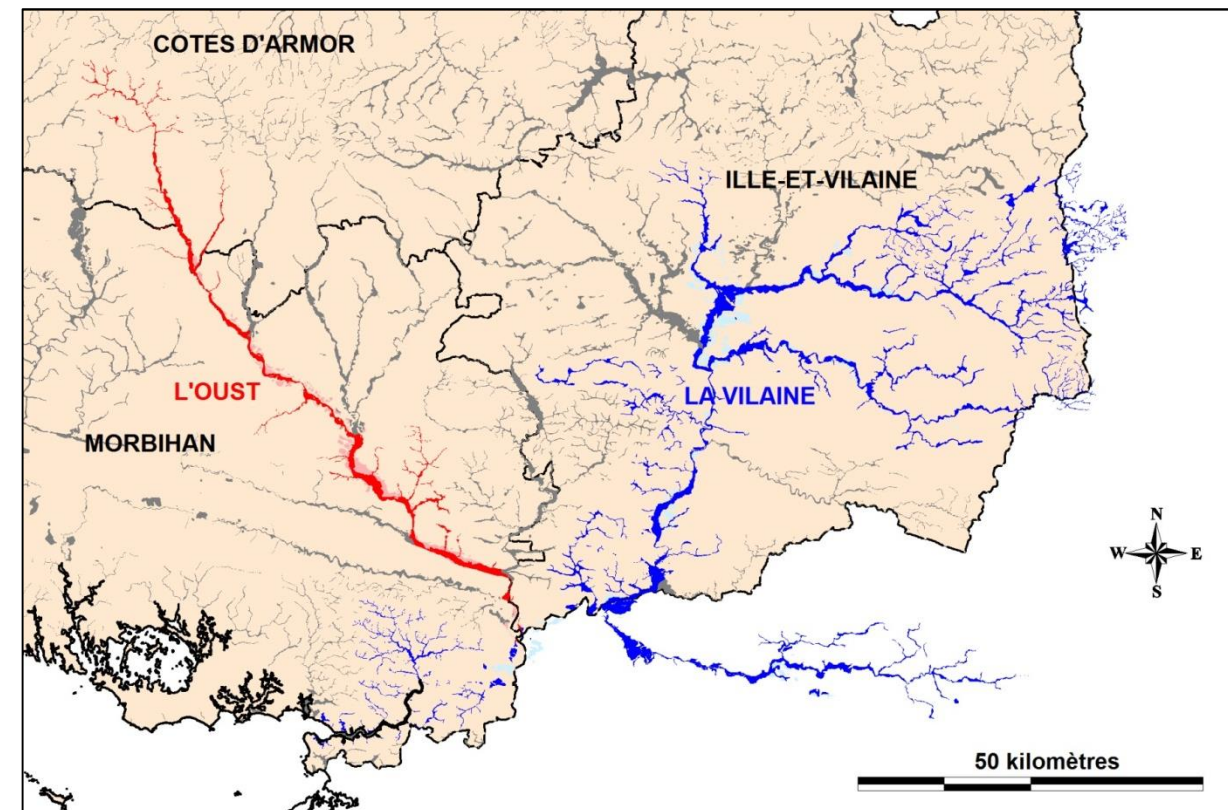 COTES D'ARMOR
ILLE-ET-VILAINE
L'OUST
LA VILAINE
MORBIHAN
N
W E
S
50 kilomètres